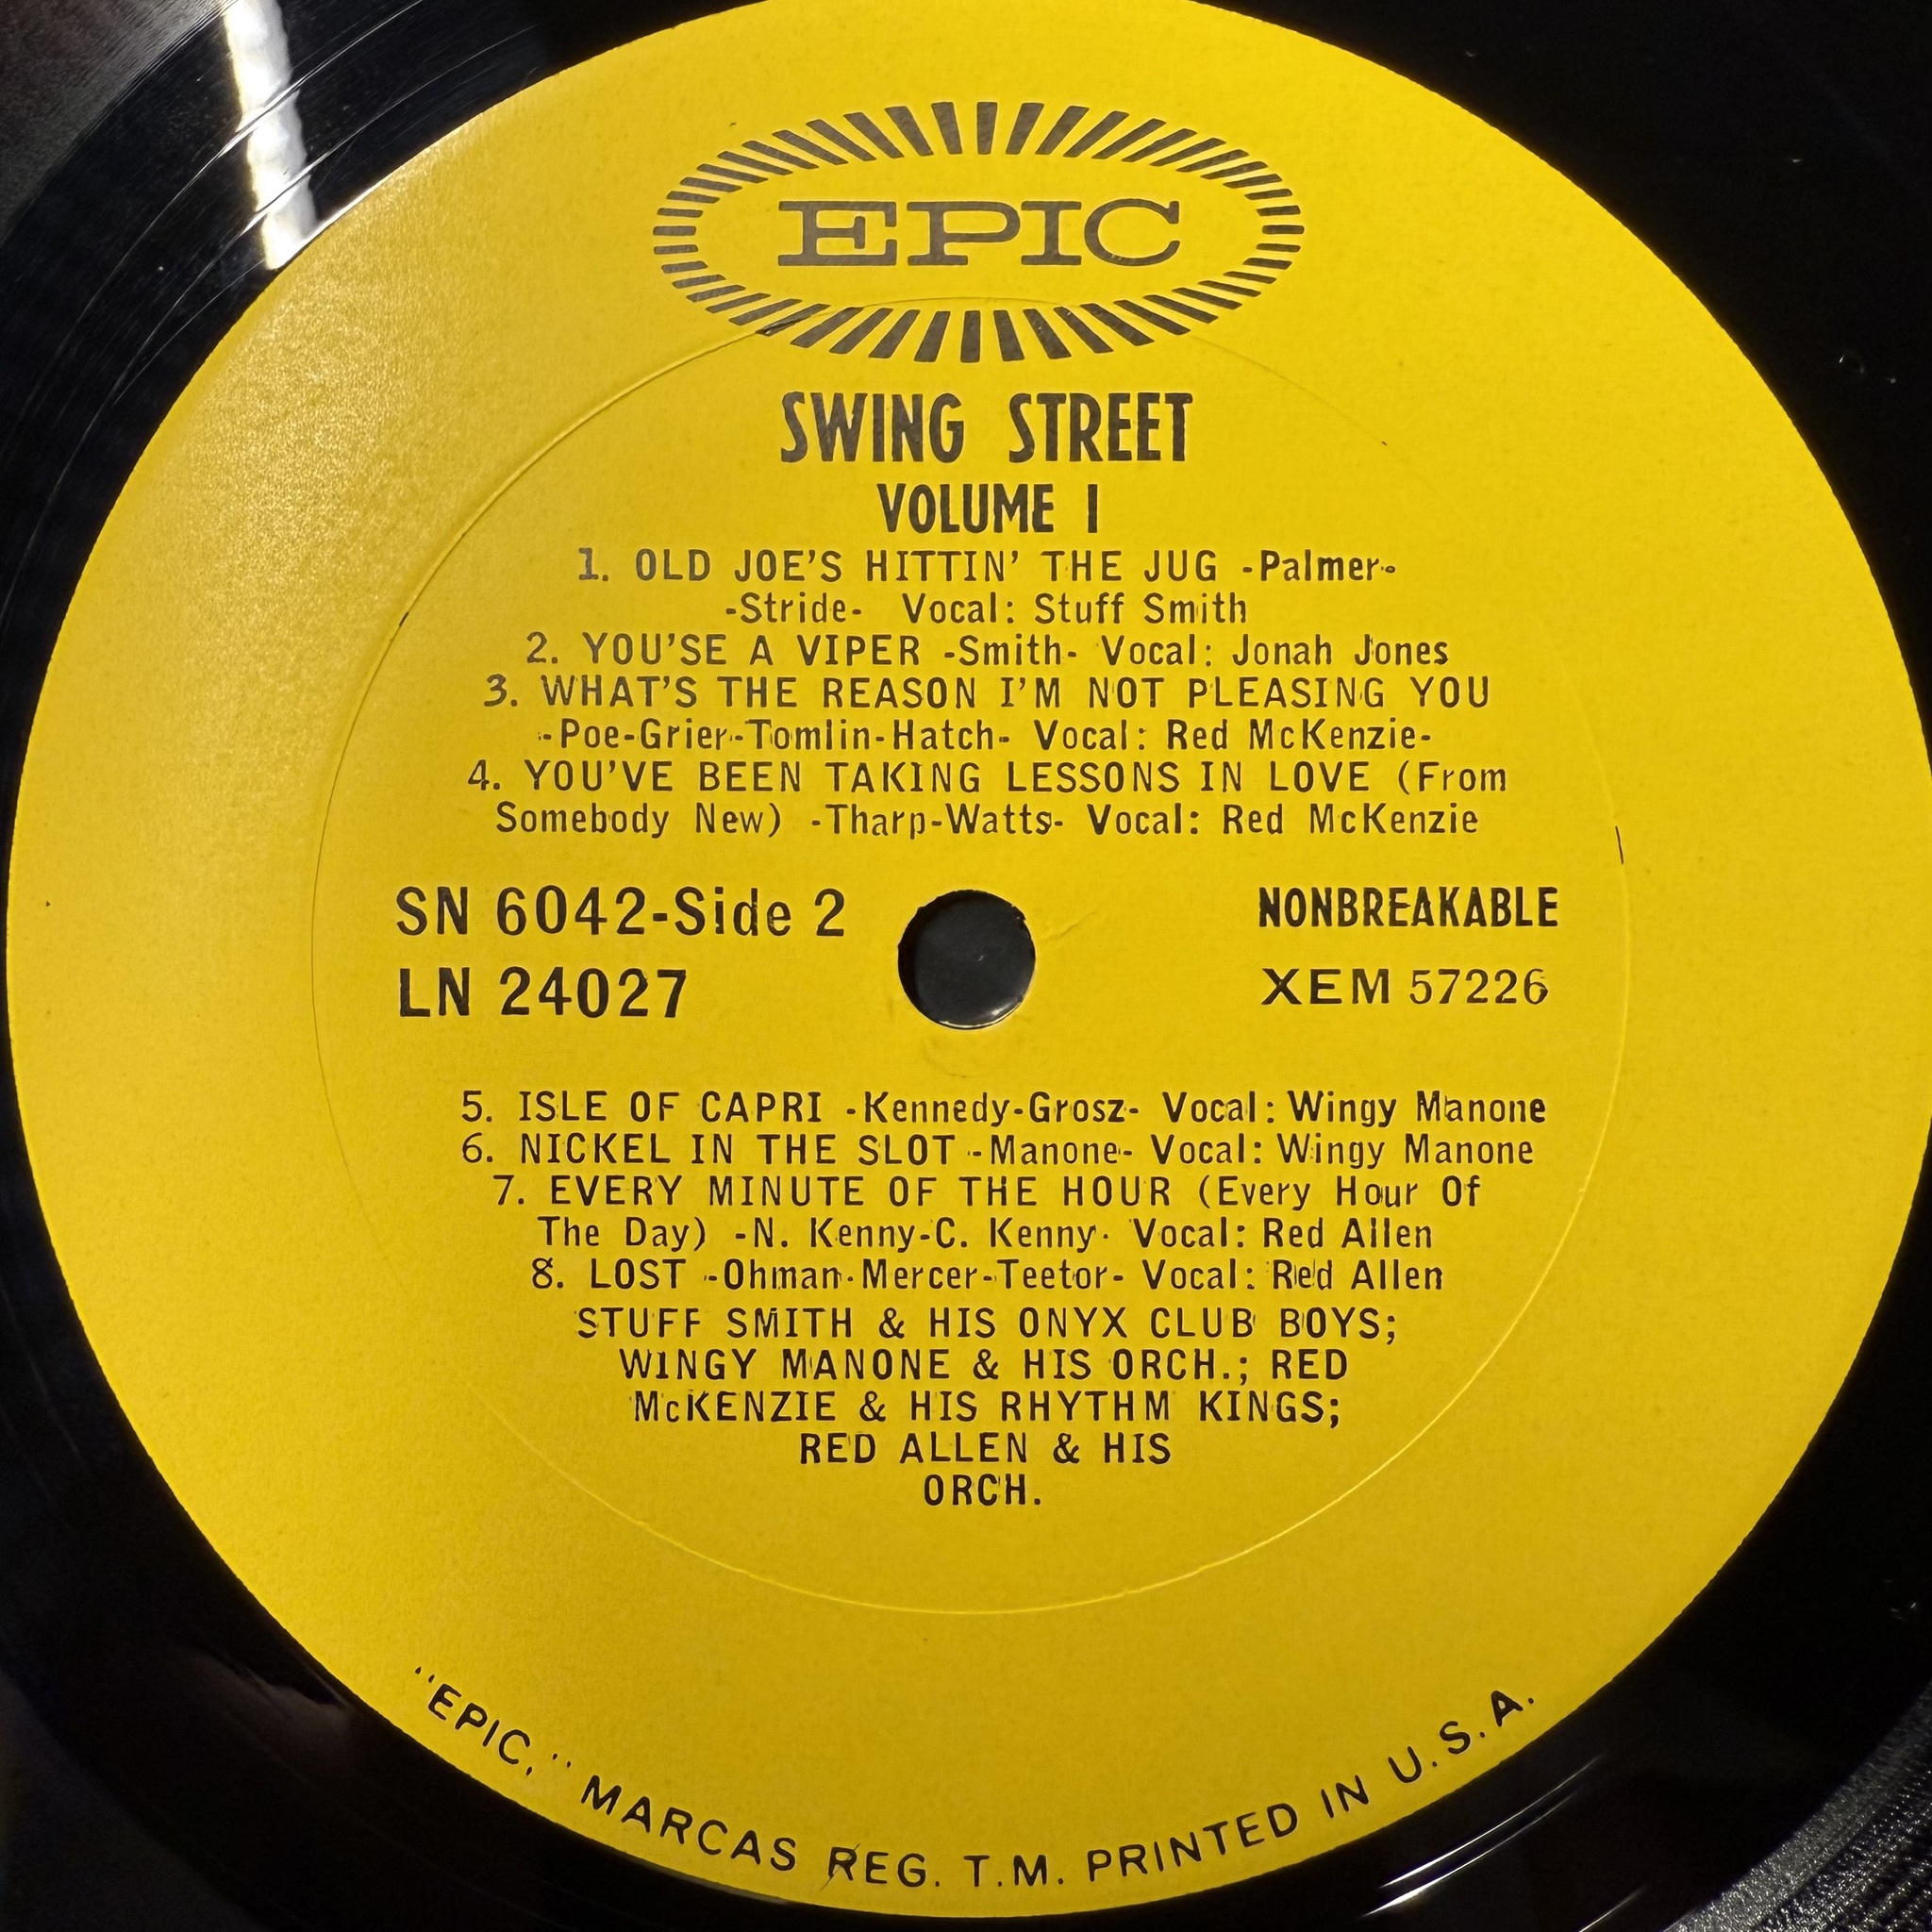 EPIC
SWING STREET
VOLUME I
1. OLD JOE'S HITTIN' THE JUG -Palmer-
-Stride- Vocal: Stuff Smith
2. YOU'SE A VIPER -Smith- Vocal: Jonah Jones
3. WHAT'S THE REASON I'M NOT PLEASING YOU
-Poe-Grier-Tomlin-Hatch- Vocal: Red McKenzie-
4. YOU'VE BEEN TAKING LESSONS IN LOVE (From
Somebody New) -Tharp-Watts- Vocal: Red McKenzie
SN 6042-Side 2
LN 24027
NONBREAKABLE
XEM 57226
5. ISLE OF CAPRI -Kennedy-Grosz- Vocal: Wingy Manone
6. NICKEL IN THE SLOT -Manone- Vocal: Wingy Manone
7. EVERY MINUTE OF THE HOUR (Every Hour Of
The Day) -N. Kenny-C. Kenny- Vocal: Red Allen
8. LOST -Ohman-Mercer-Teetor- Vocal: Red Allen
STUFF SMITH & HIS ONYX CLUB BOYS;
WINGY MANONE & HIS ORCH.; RED
McKENZIE & HIS RHYTHM KINGS;
RED ALLEN & HIS
ORCH.
"EPIC," MARCAS REG. T.M. PRINTED IN U.S.A.